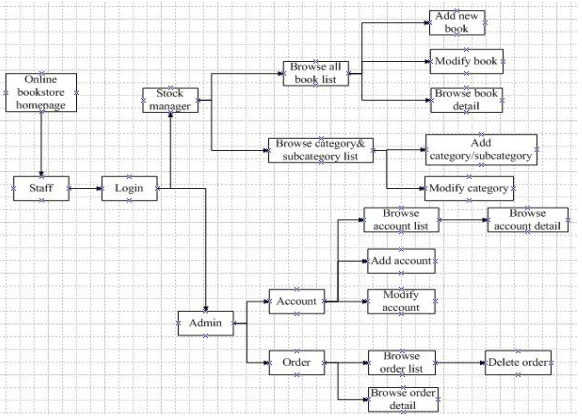 Online
bookstore
homepage
Staff
Login
Stock
manager
Browse all
book list
Add new
book
Modify book
Browse book
detail
Browse category&
subcategory list
Add
category/subcategory
Modify category
Admin
Account
Browse
account list
Browse
account detail
Add account
Modify
account
Order
Browse
order list
Delete order
Browse order
detail